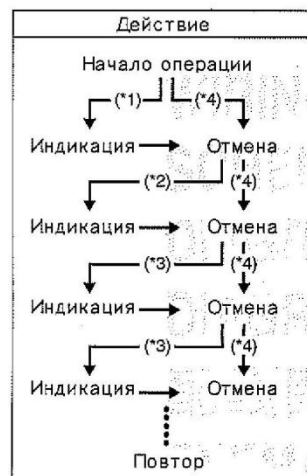 Действие
Начало операции
(*1) (*4)
Индикация Отмена
(*2) (*4)
Индикация Отмена
(*3) (*4)
Индикация Отмена
(*3) (*4)
Индикация Отмена
Повтор